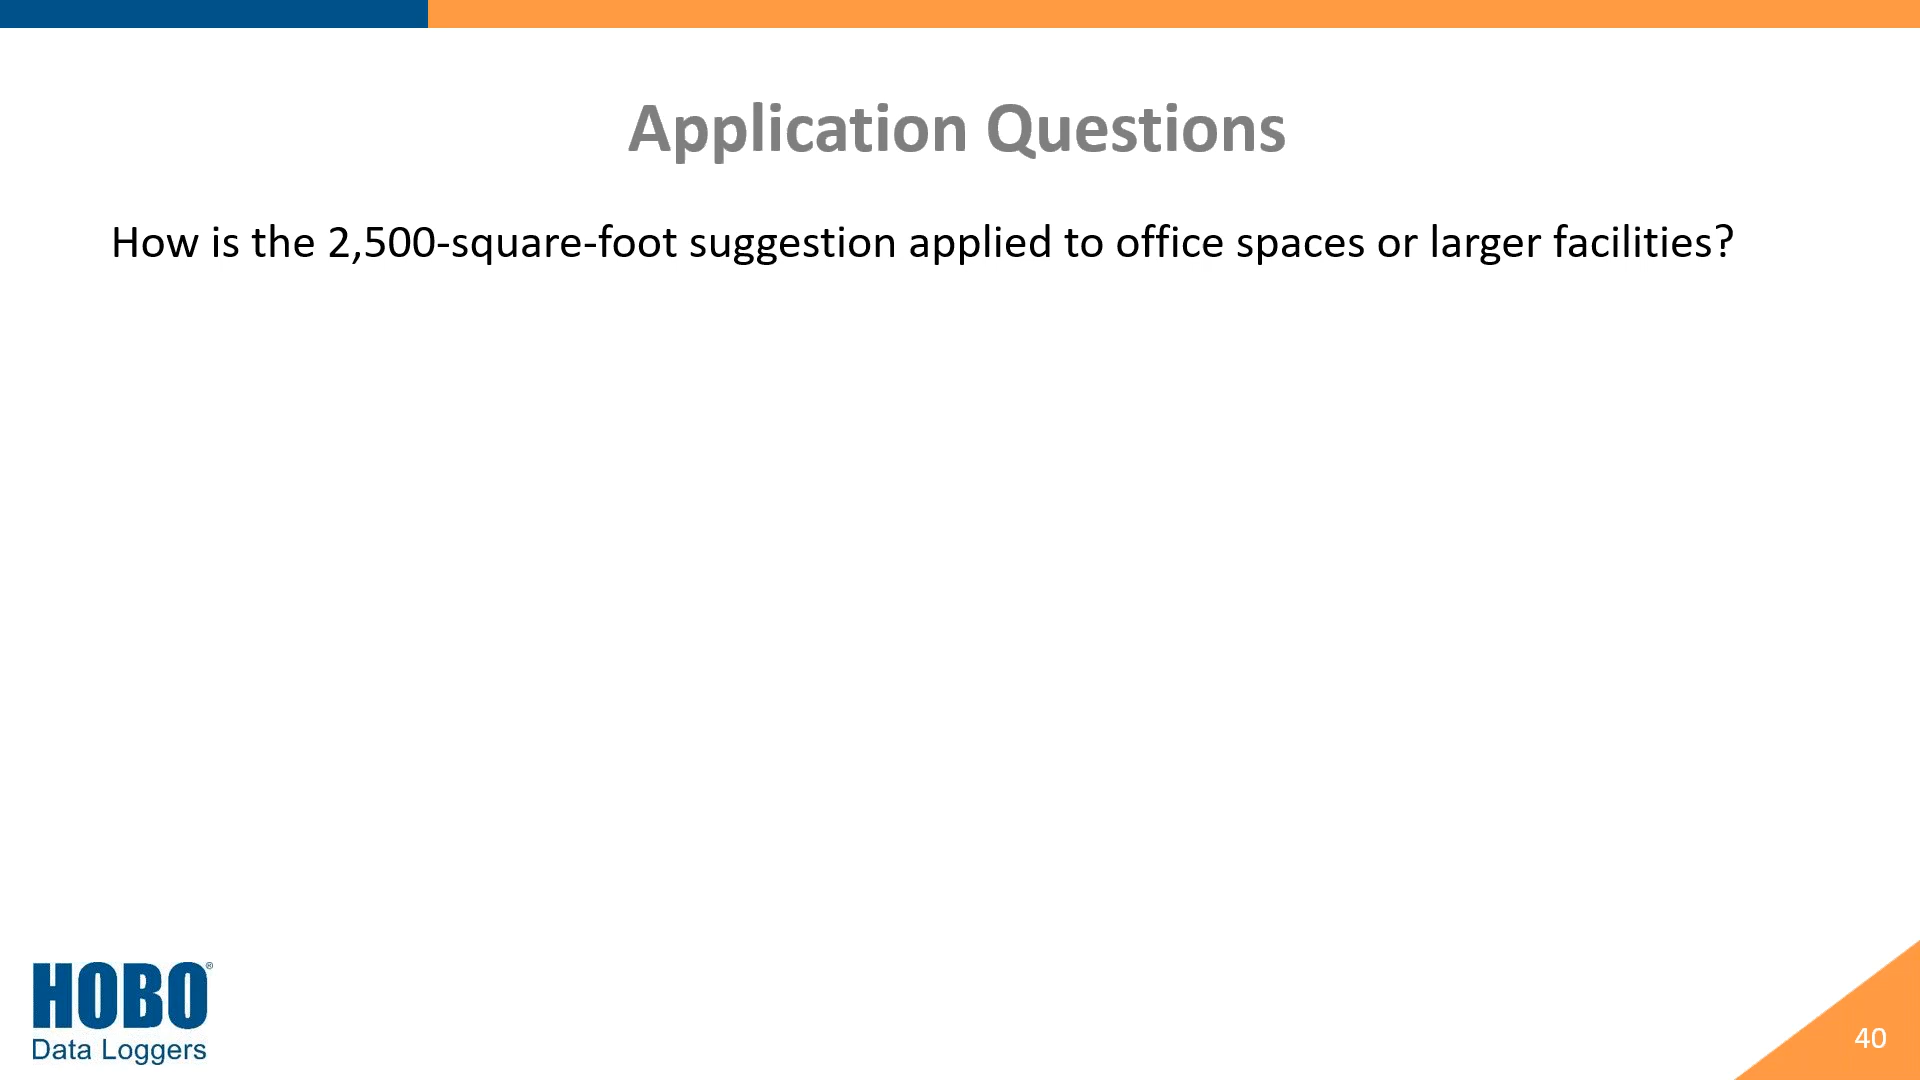 Application Questions
How is the 2,500-square-foot suggestion applied to office spaces or larger facilities?
HOBO®
Data Loggers
40